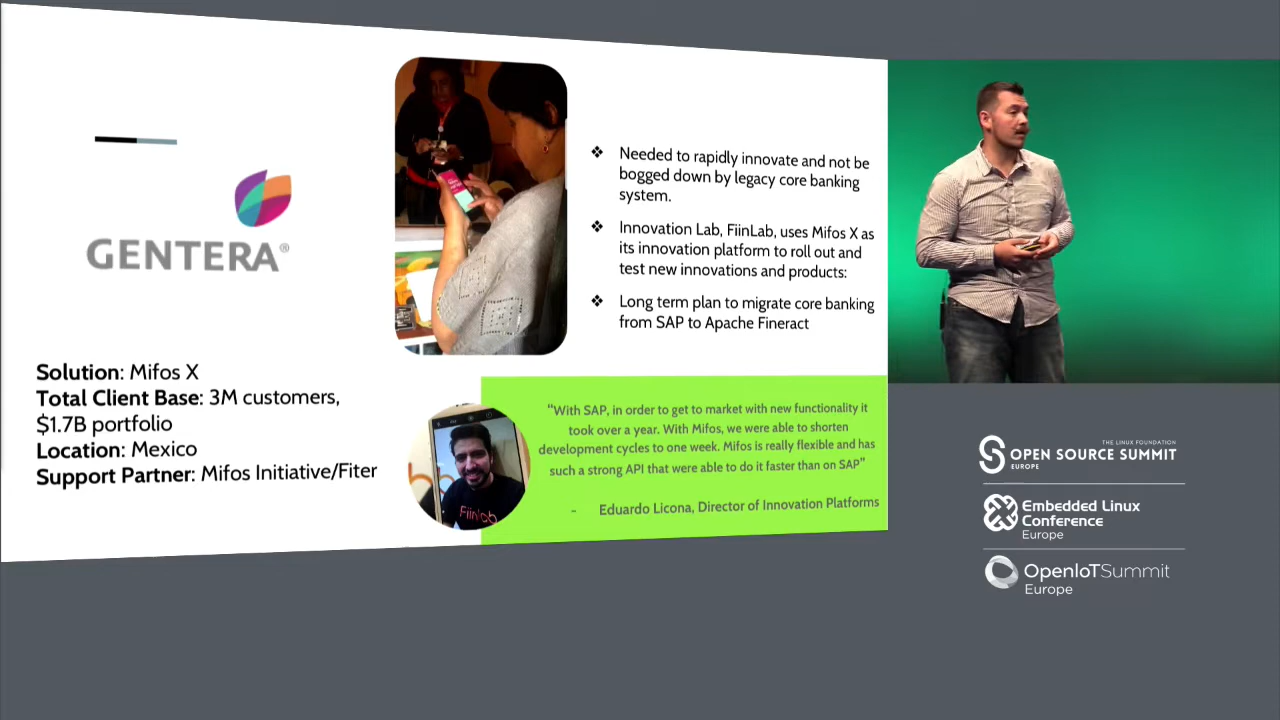 GENTERA®
Solution: Mifos X
Total Client Base: 3M customers,
$1.7B portfolio
Location: Mexico
Support Partner: Mifos Initiative/Fiter
❖ Needed to rapidly innovate and not be
bogged down by legacy core banking
system.
❖ Innovation Lab, FiinLab, uses Mifos X as
its innovation platform to roll out and
test new innovations and products:
❖ Long term plan to migrate core banking
from SAP to Apache Fineract
"With SAP, in order to get to market with new functionality it
took over a year. With Mifos, we were able to shorten
development cycles to one week. Mifos is really flexible and has
such a strong API that were able to do it faster than on SAP"
- Eduardo Licona, Director of Innovation Platforms
FiinLab
THE LINUX FOUNDATION
OPEN SOURCE SUMMIT
EUROPE
Embedded Linux
Conference
Europe
OpenIoTSummit
Europe